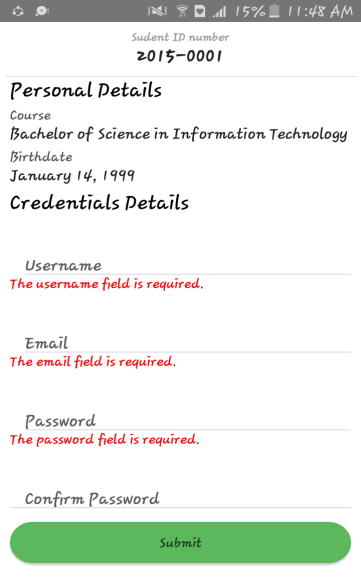 15% 11:48 AM
Sudent ID number
2015-0001
Personal Details
Course
Bachelor of Science in Information Technology
Birthdate
January 14, 1999
Credentials Details
Username
The username field is required.
Email
The email field is required.
Password
The password field is required.
Confirm Password
Submit